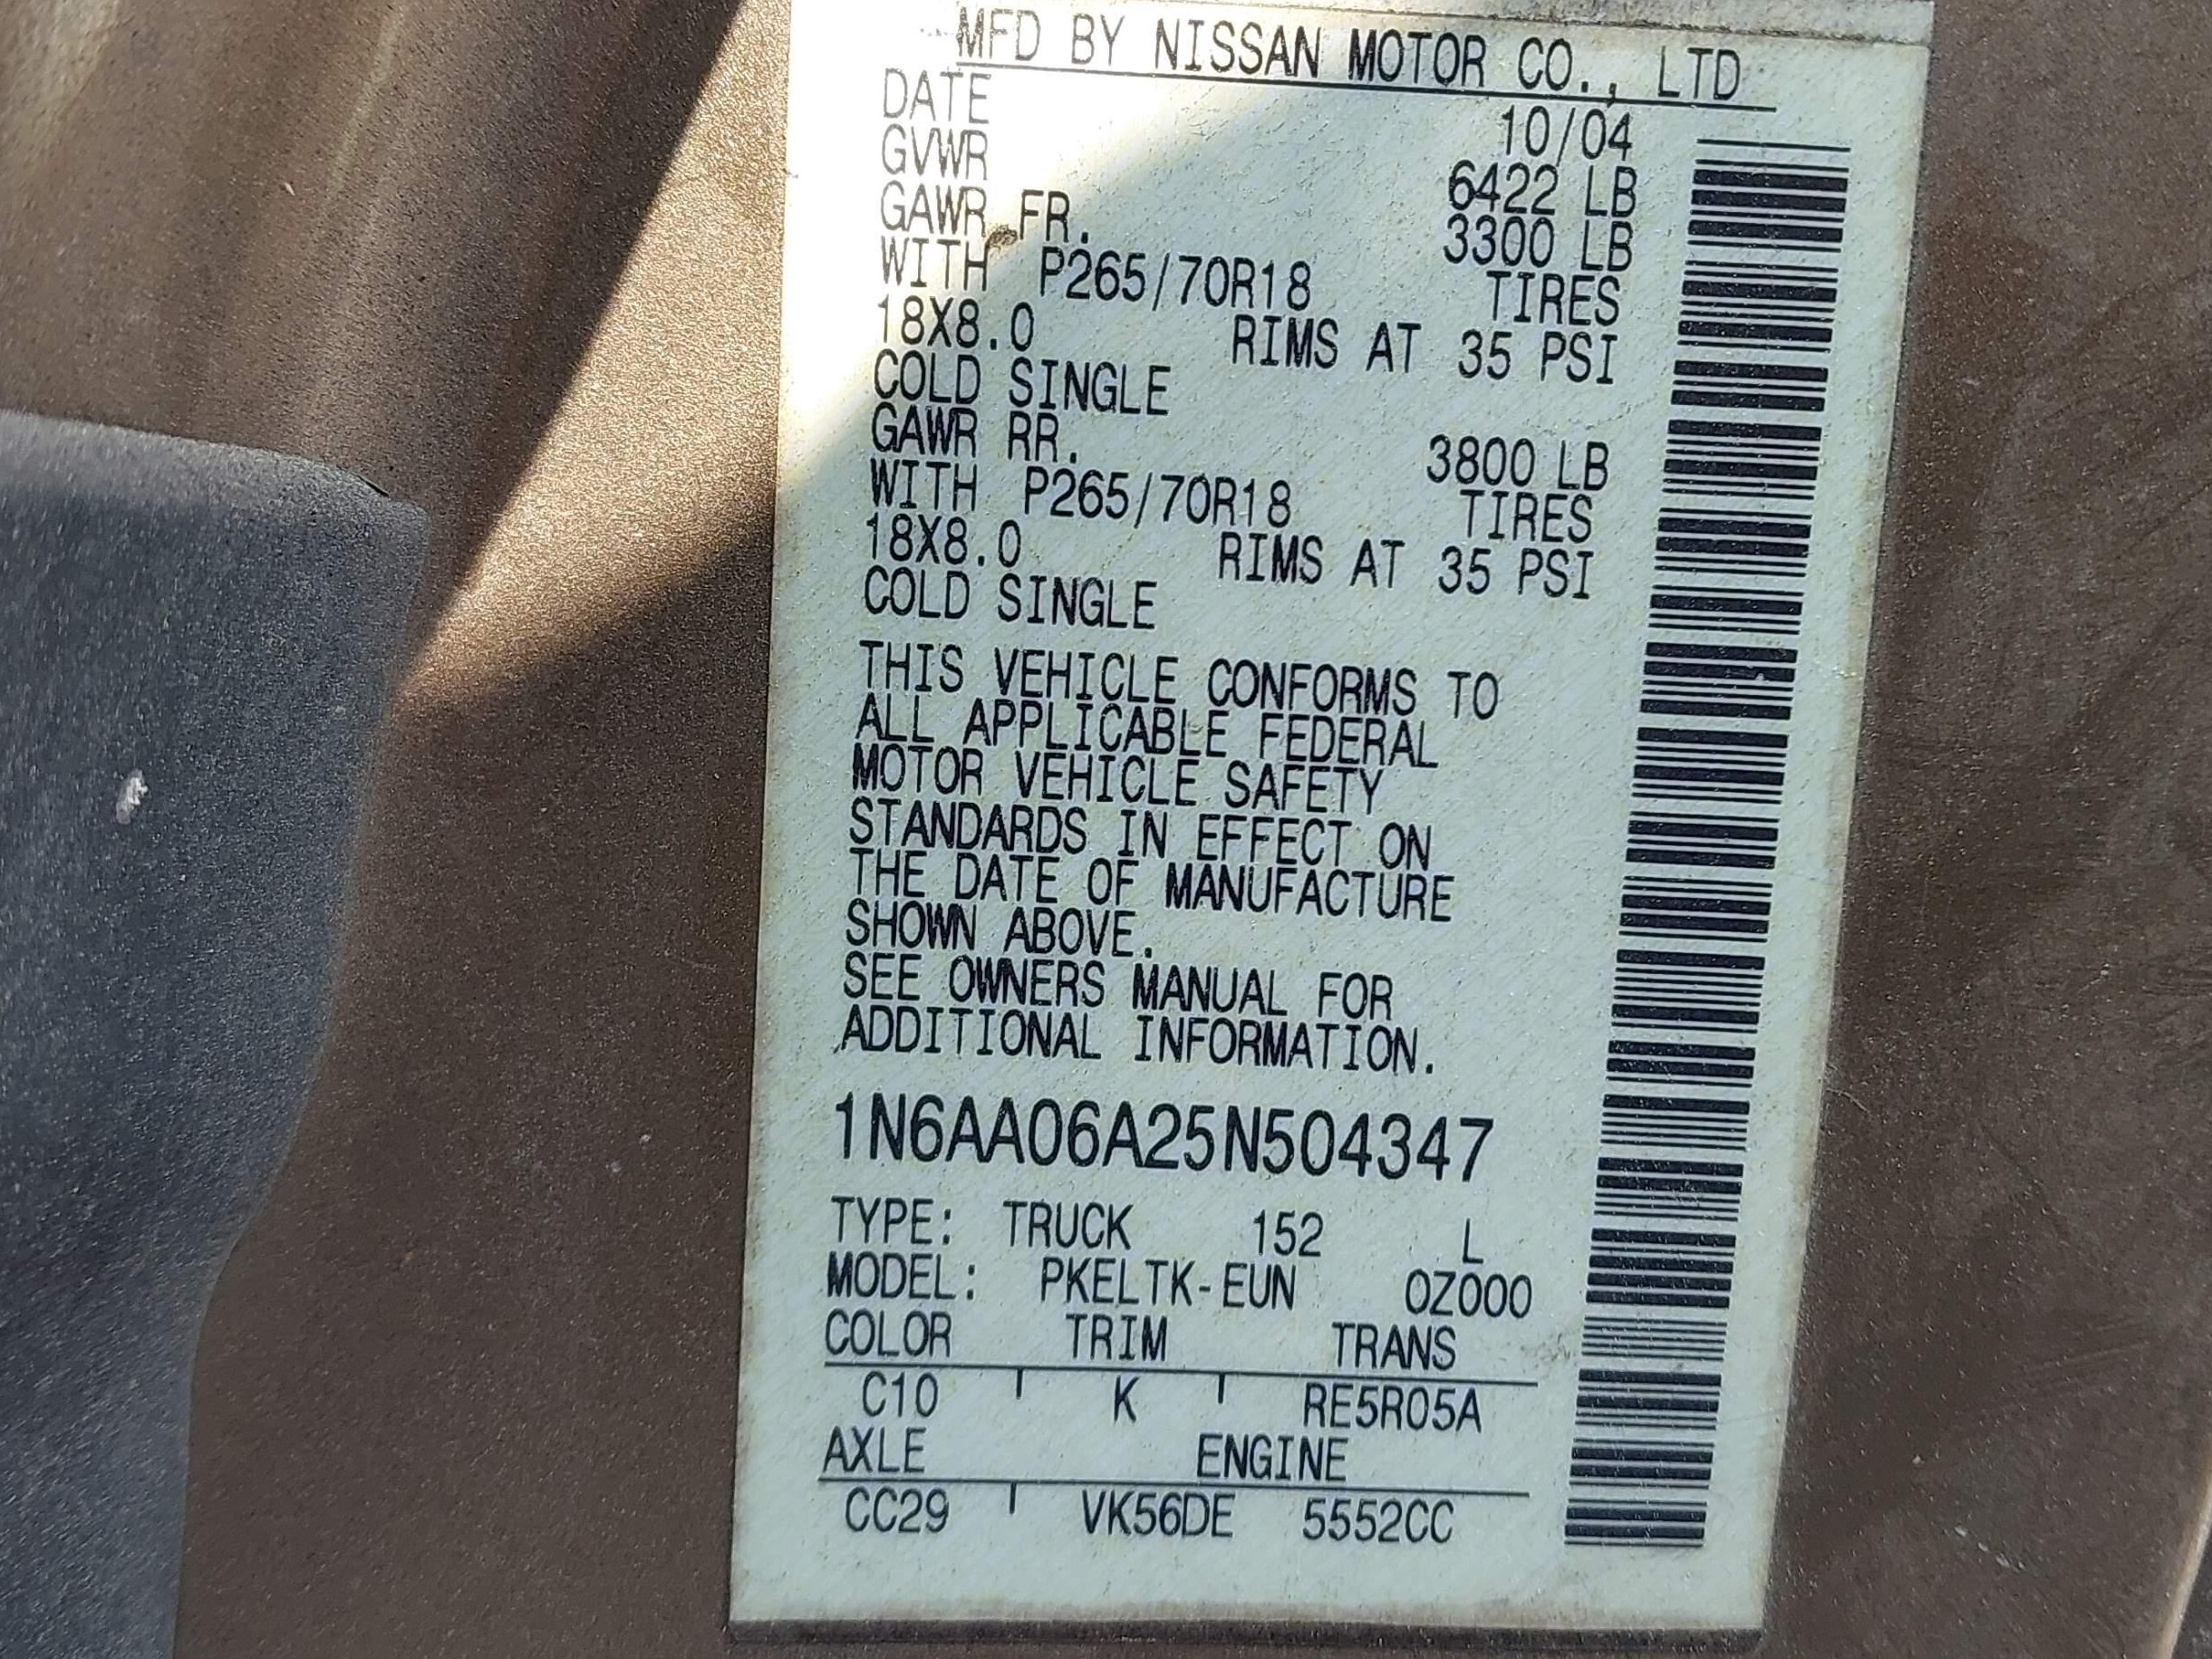 MFD BY NISSAN MOTOR CO., LTD
DATE 10/04
GVWR 6422 LB
GAWR FR. 3300 LB
WITH P265/70R18 TIRES
18X8.0 RIMS AT 35 PSI
COLD SINGLE
GAWR RR. 3800 LB
WITH P265/70R18 TIRES
18X8.0 RIMS AT 35 PSI
COLD SINGLE
THIS VEHICLE CONFORMS TO
ALL APPLICABLE FEDERAL
MOTOR VEHICLE SAFETY
STANDARDS IN EFFECT ON
THE DATE OF MANUFACTURE
SHOWN ABOVE.
SEE OWNERS MANUAL FOR
ADDITIONAL INFORMATION.
1N6AA06A25N504347
TYPE: TRUCK 152 L
MODEL: PKELTK-EUN 0Z000
COLOR TRIM TRANS
C10 K RE5R05A
AXLE ENGINE
CC29 VK56DE 5552CC